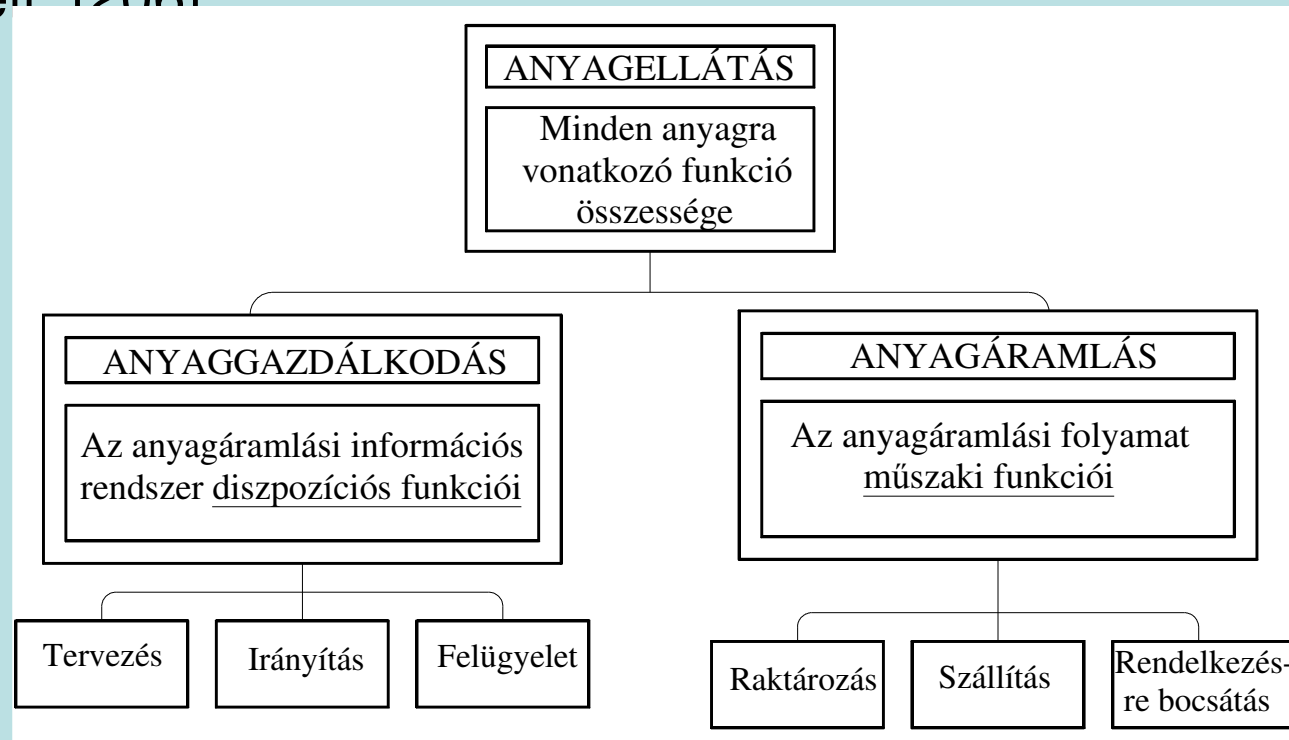 ANYAGELLÁTÁS
Minden anyagra
vonatkozó funkció
összessége
ANYAGGAZDÁLKODÁS
Az anyagáramlási információs
rendszer diszpozíciós funkciói
ANYAGÁRAMLÁS
Az anyagáramlási folyamat
műszaki funkciói
Tervezés
Irányítás
Felügyelet
Raktározás
Szállítás
Rendelkezés-
re bocsátás